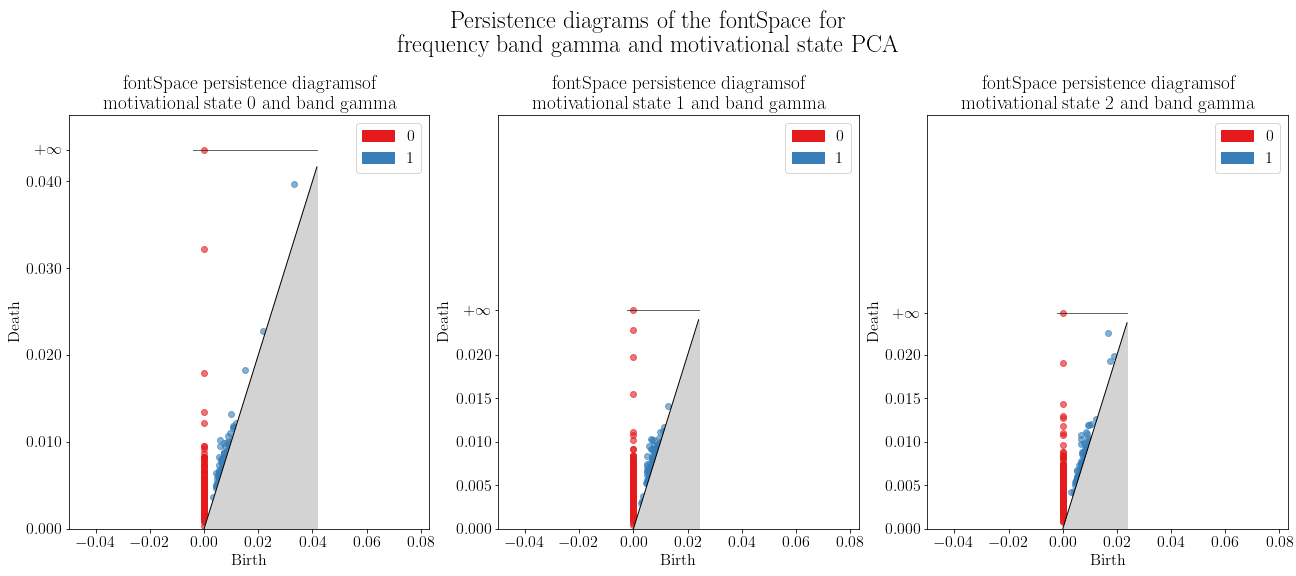 Persistence diagrams of the fontSpace for
frequency band gamma and motivational state PCA
fontSpace persistence diagramsof
motivational state 0 and band gamma
0
1
+∞
0.040
0.030
0.020
0.010
0.000
Death
−0.04 −0.02 0.00 0.02 0.04 0.06 0.08
Birth
fontSpace persistence diagramsof
motivational state 1 and band gamma
0
1
+∞
0.020
0.015
0.010
0.005
0.000
Death
−0.04 −0.02 0.00 0.02 0.04 0.06 0.08
Birth
fontSpace persistence diagramsof
motivational state 2 and band gamma
0
1
+∞
0.020
0.015
0.010
0.005
0.000
Death
−0.04 −0.02 0.00 0.02 0.04 0.06 0.08
Birth